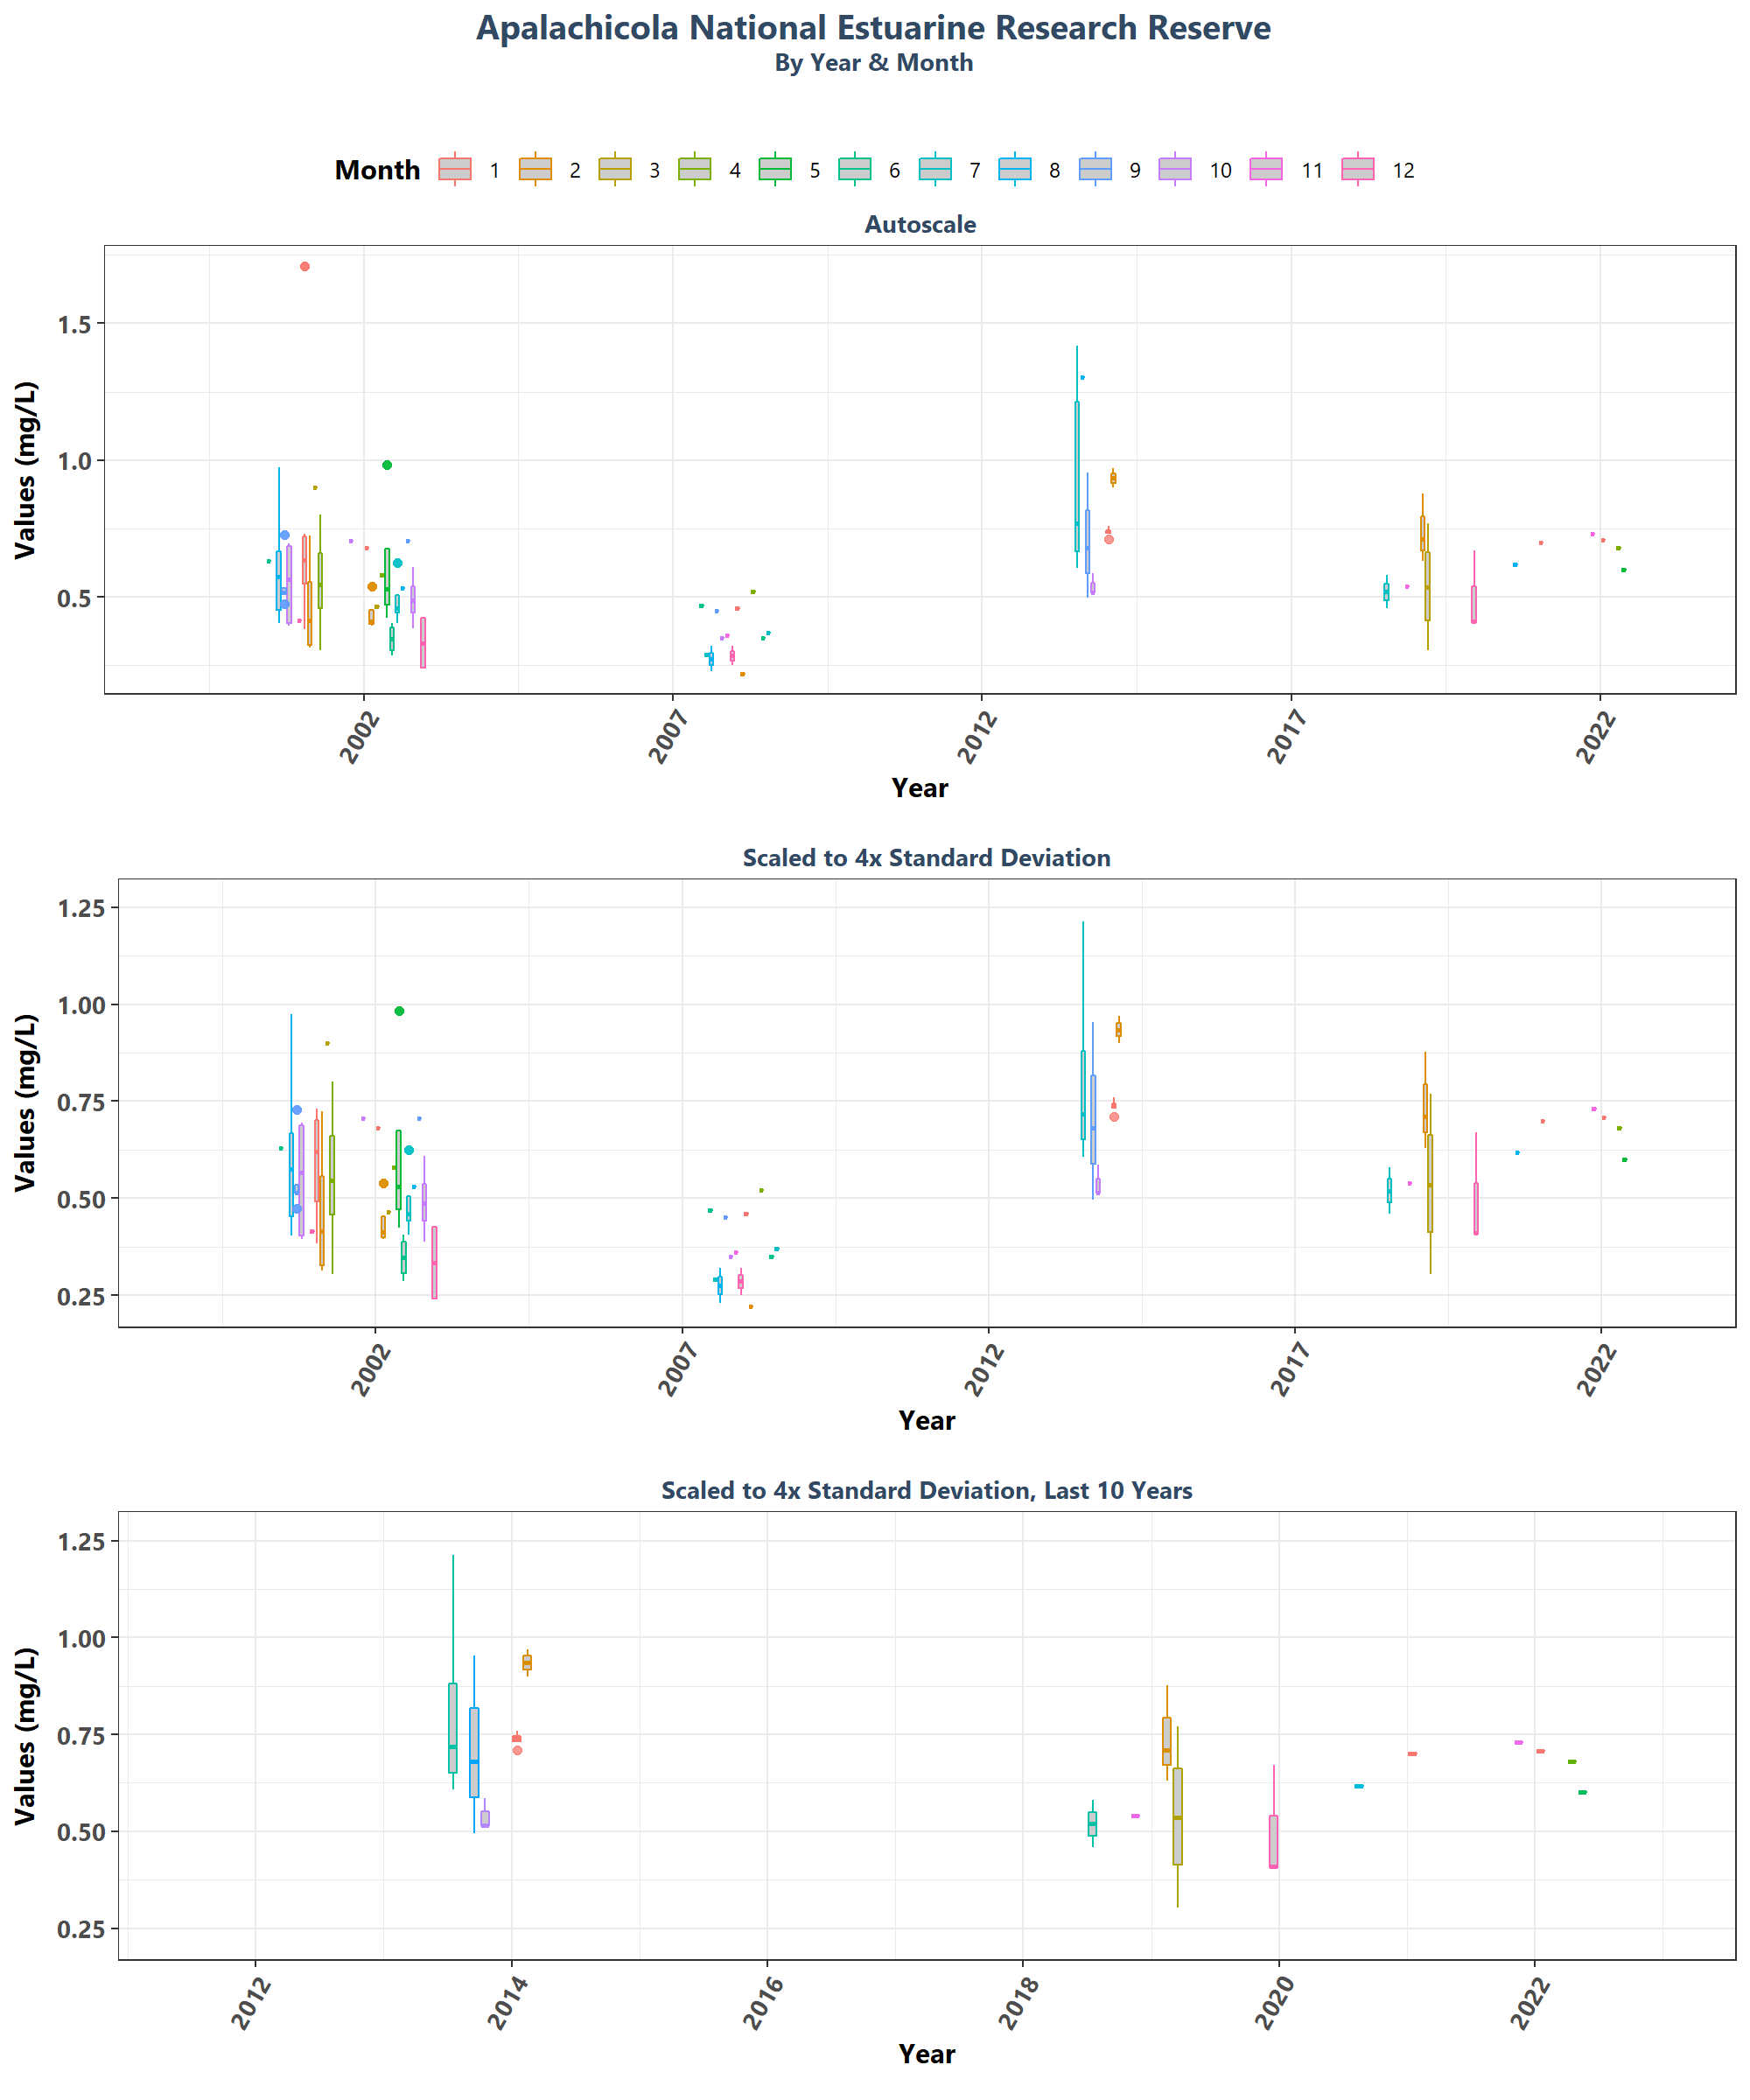 Apalachicola National Estuarine Research Reserve
By Year & Month
Month 1 2 3 4 5 6 7 8 9 10 11 12
Autoscale
Values (mg/L)
1.5
1.0
0.5
2002 2007 2012 2017 2022
Year
Scaled to 4x Standard Deviation
Values (mg/L)
1.25
1.00
0.75
0.50
0.25
2002 2007 2012 2017 2022
Year
Scaled to 4x Standard Deviation, Last 10 Years
Values (mg/L)
1.25
1.00
0.75
0.50
0.25
2012 2014 2016 2018 2020 2022
Year